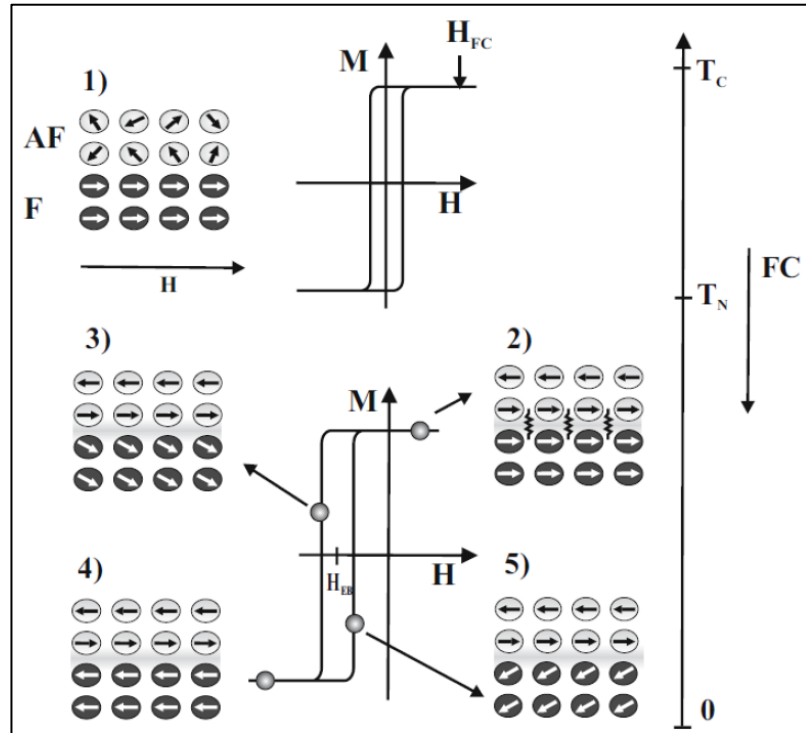 1)
AF
F
H
M
H_FC
H
T_C
T_N
FC
0
3)
2)
M
H_EB
H
4)
5)